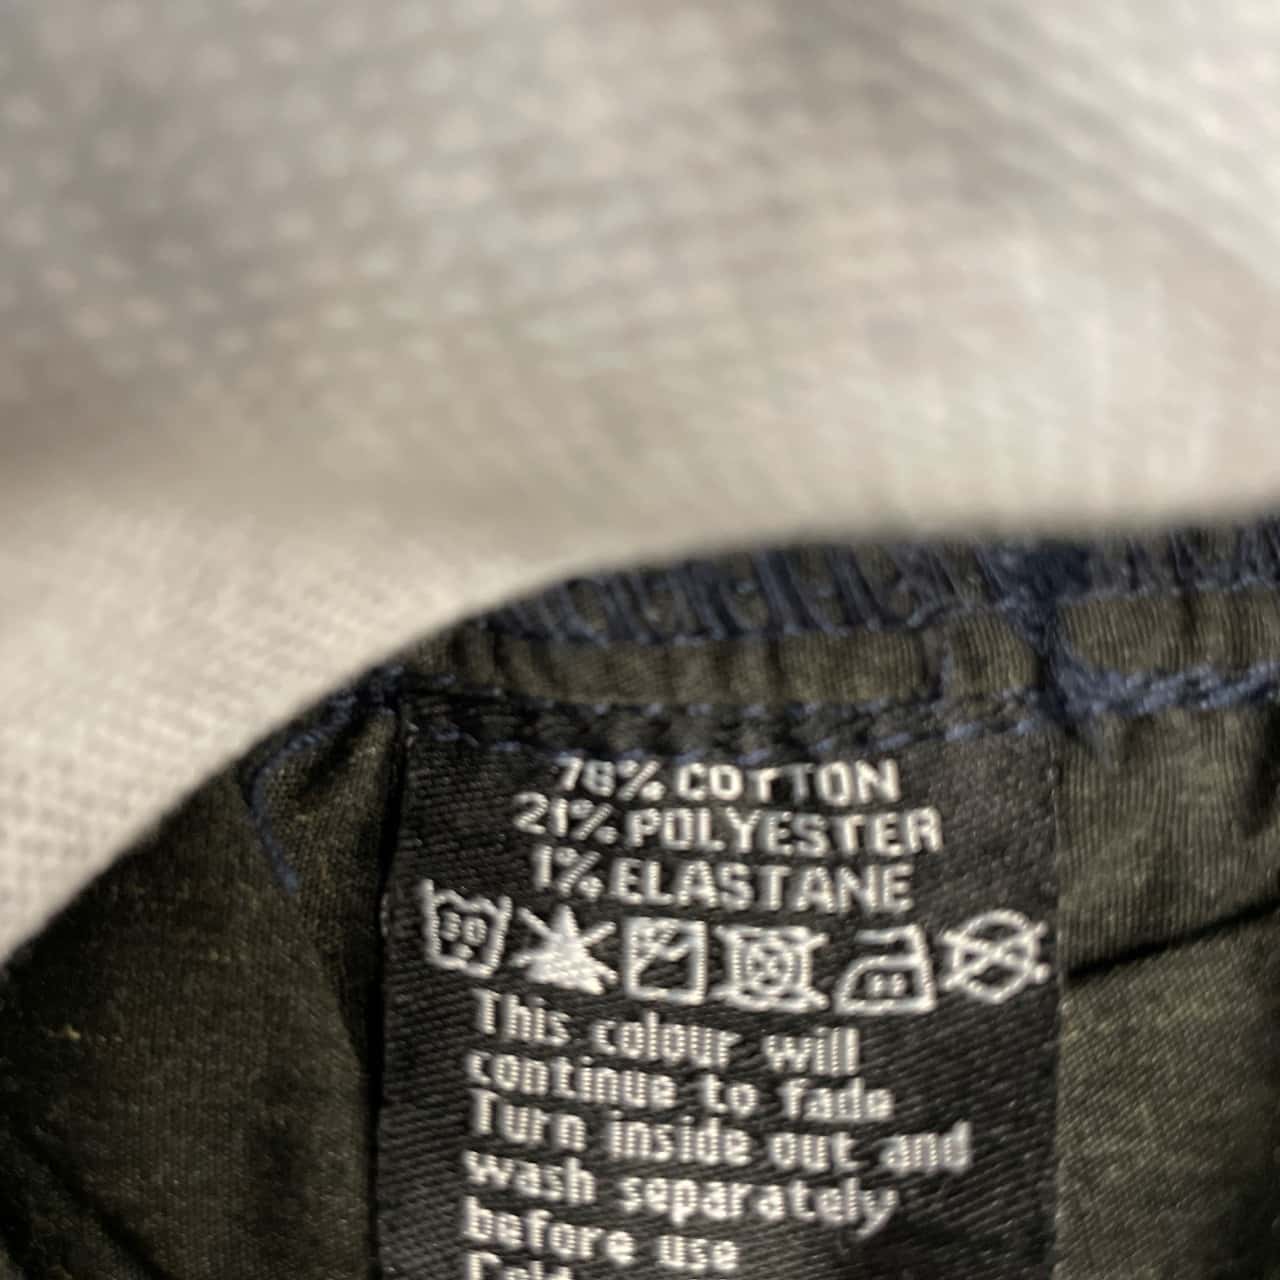 78% COTTON
21% POLYESTER
1% ELASTANE
30
This colour will
continue to fade
Turn inside out and
wash separately
before use